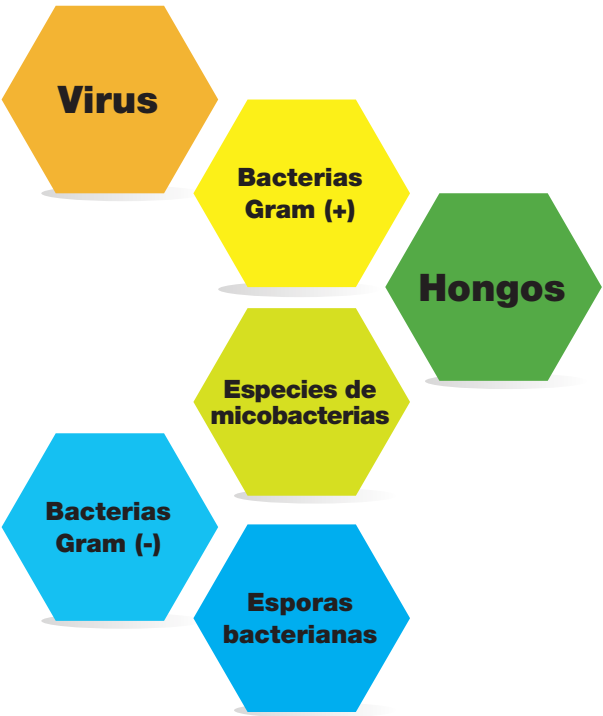 Virus
Bacterias
Gram (+)
Hongos
Especies de
micobacterias
Bacterias
Gram (-)
Esporas
bacterianas